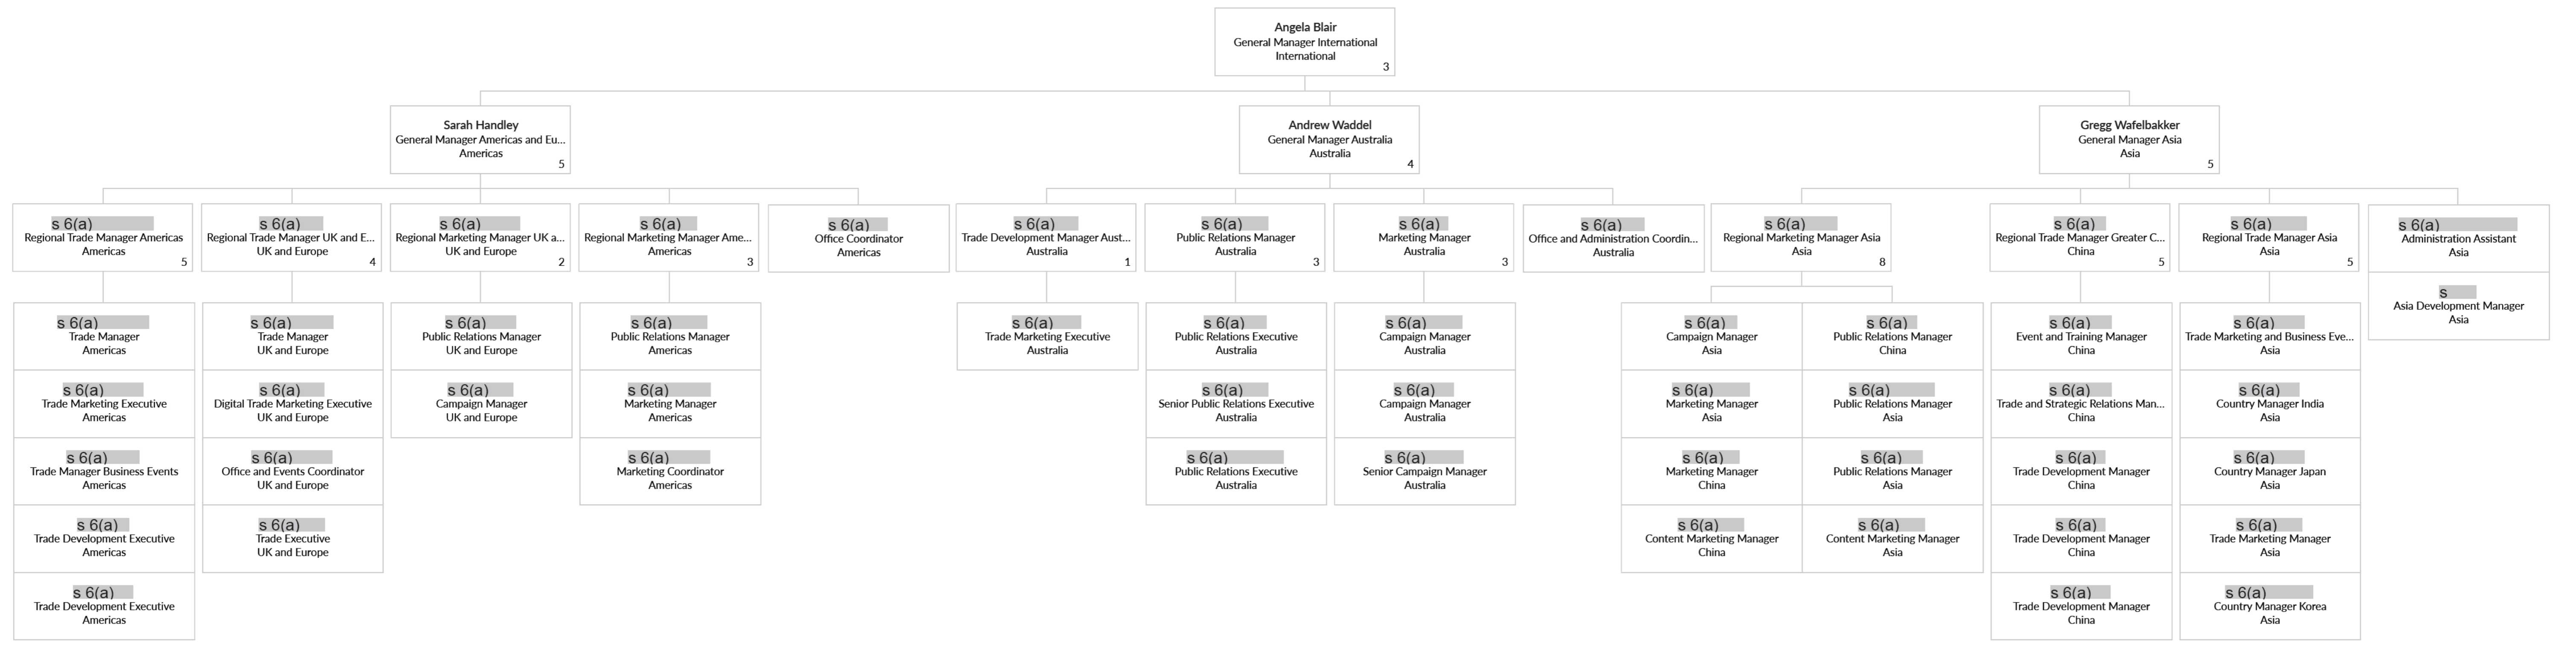 Angela Blair
General Manager International
International
3
Sarah Handley
General Manager Americas and Eu...
Americas
5
Andrew Waddel
General Manager Australia
Australia
4
Gregg Wafelbakker
General Manager Asia
Asia
5
s 6(a)
Regional Trade Manager Americas
Americas
5
s 6(a)
Regional Trade Manager UK and E...
UK and Europe
4
s 6(a)
Regional Marketing Manager UK a...
UK and Europe
2
s 6(a)
Regional Marketing Manager Ame...
Americas
3
s 6(a)
Office Coordinator
Americas
s 6(a)
Trade Development Manager Aust...
Australia
1
s 6(a)
Public Relations Manager
Australia
3
s 6(a)
Marketing Manager
Australia
3
s 6(a)
Office and Administration Coordin...
Australia
s 6(a)
Regional Marketing Manager Asia
Asia
8
s 6(a)
Regional Trade Manager Greater C...
China
5
s 6(a)
Regional Trade Manager Asia
Asia
5
s 6(a)
Administration Assistant
Asia
s
Asia Development Manager
Asia
s 6(a)
Trade Manager
Americas
s 6(a)
Trade Marketing Executive
Americas
s 6(a)
Trade Manager Business Events
Americas
s 6(a)
Trade Development Executive
Americas
s 6(a)
Trade Development Executive
Americas
s 6(a)
Trade Manager
UK and Europe
s 6(a)
Digital Trade Marketing Executive
UK and Europe
s 6(a)
Office and Events Coordinator
UK and Europe
s 6(a)
Trade Executive
UK and Europe
s 6(a)
Public Relations Manager
UK and Europe
s 6(a)
Campaign Manager
UK and Europe
s 6(a)
Public Relations Manager
Americas
s 6(a)
Marketing Manager
Americas
s 6(a)
Marketing Coordinator
Americas
s 6(a)
Trade Marketing Executive
Australia
s 6(a)
Public Relations Executive
Australia
s 6(a)
Senior Public Relations Executive
Australia
s 6(a)
Public Relations Executive
Australia
s 6(a)
Campaign Manager
Australia
s 6(a)
Campaign Manager
Australia
s 6(a)
Senior Campaign Manager
Australia
s 6(a)
Campaign Manager
Asia
s 6(a)
Marketing Manager
Asia
s 6(a)
Marketing Manager
China
s 6(a)
Content Marketing Manager
China
s 6(a)
Public Relations Manager
China
s 6(a)
Public Relations Manager
Asia
s 6(a)
Public Relations Manager
Asia
s 6(a)
Content Marketing Manager
Asia
s 6(a)
Event and Training Manager
China
s 6(a)
Trade and Strategic Relations Man...
China
s 6(a)
Trade Development Manager
China
s 6(a)
Trade Development Manager
China
s 6(a)
Trade Development Manager
China
s 6(a)
Trade Marketing and Business Eve...
Asia
s 6(a)
Country Manager India
Asia
s 6(a)
Country Manager Japan
Asia
s 6(a)
Trade Marketing Manager
Asia
s 6(a)
Country Manager Korea
Asia